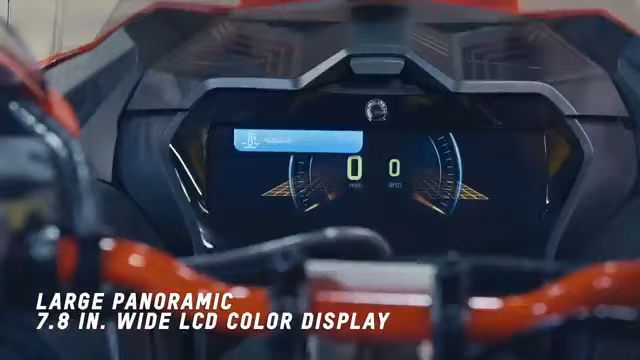 0 0
LARGE PANORAMIC
7.8 IN. WIDE LCD COLOR DISPLAY